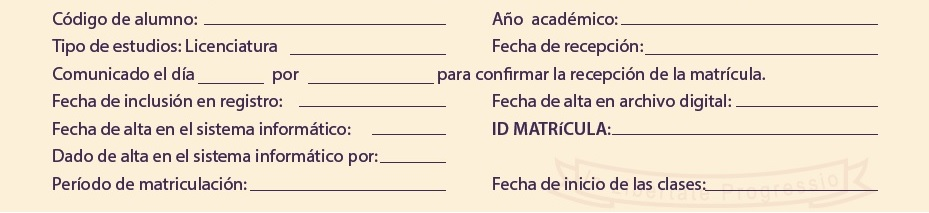 Código de alumno: Año académico:
Tipo de estudios: Licenciatura Fecha de recepción:
Comunicado el día por para confirmar la recepción de la matrícula.
Fecha de inclusión en registro: Fecha de alta en archivo digital:
Fecha de alta en el sistema informático: ID MATRíCULA:
Dado de alta en el sistema informático por:
Período de matriculación: Fecha de inicio de las clases:
Progressio